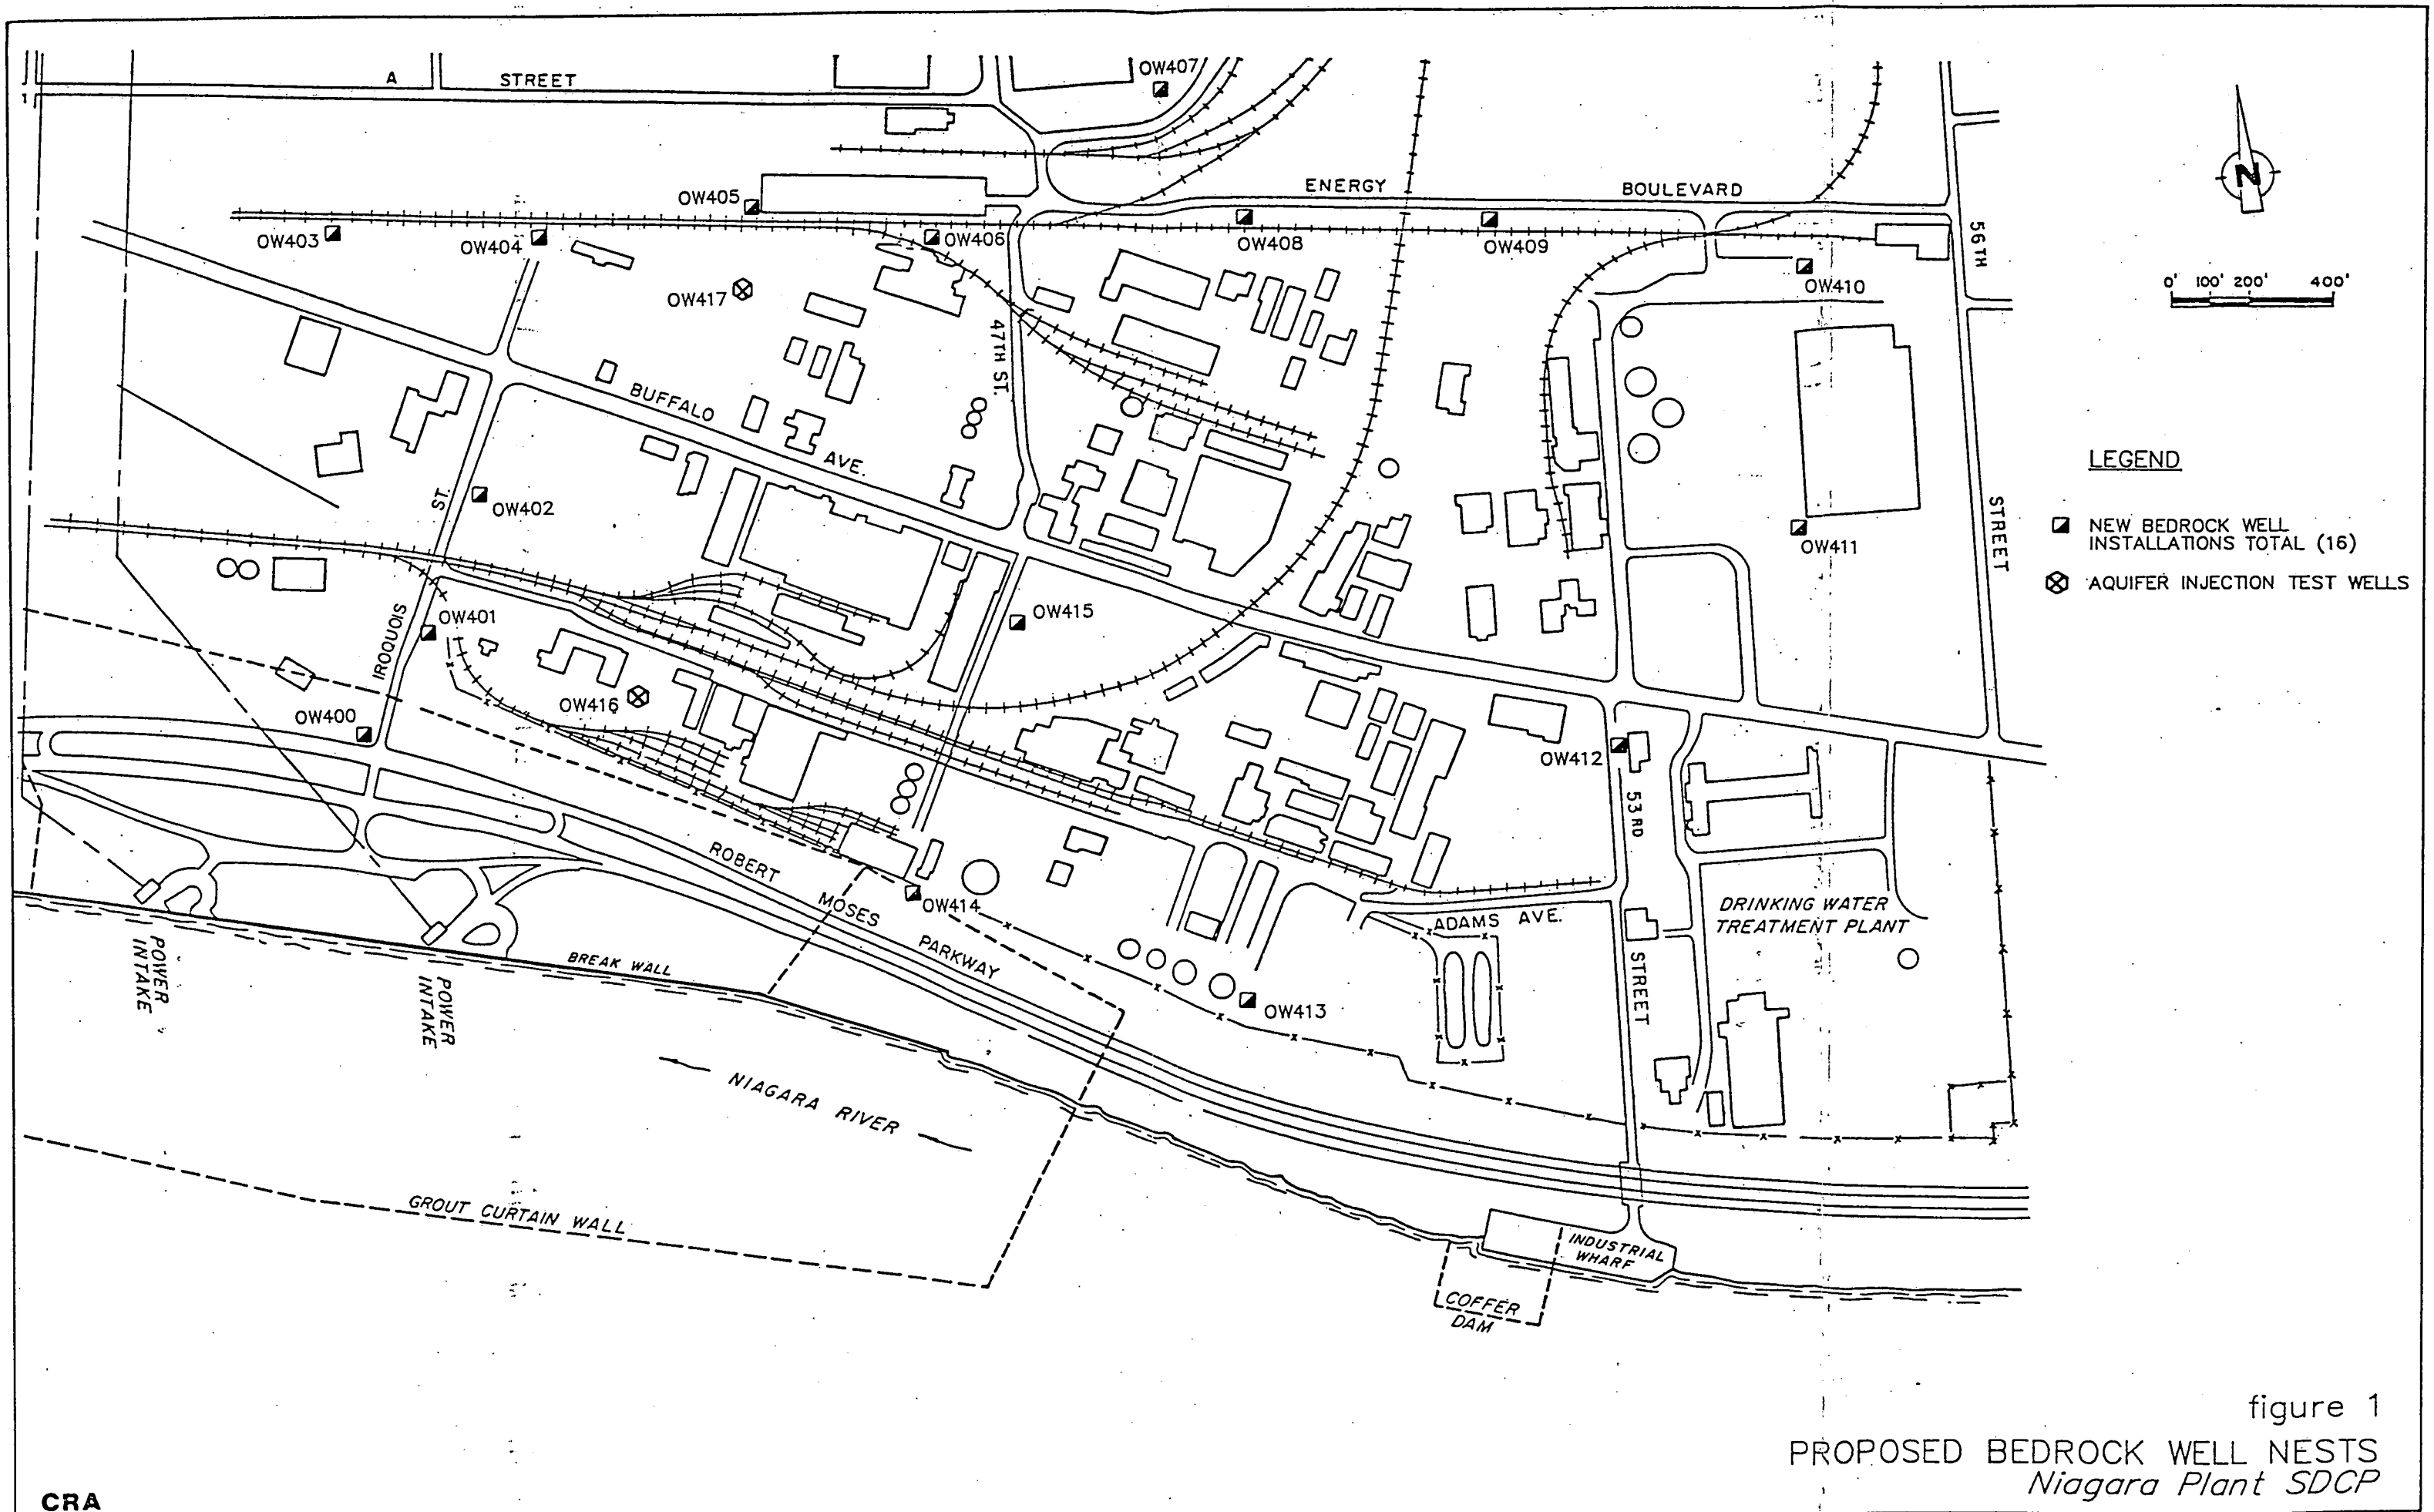 A STREET
OW407
ENERGY BOULEVARD
OW405
OW403
OW404
OW406
OW408
OW409
OW410
56TH
STREET
N
0' 100' 200' 400'
OW417
47TH ST.
BUFFALO AVE.
LEGEND
NEW BEDROCK WELL
INSTALLATIONS TOTAL (16)
AQUIFER INJECTION TEST WELLS
OW402
ST.
IROQUOIS
OW401
OW415
OW411
OW416
OW400
OW412
53RD
STREET
ROBERT MOSES PARKWAY
OW414
ADAMS AVE.
DRINKING WATER
TREATMENT PLANT
POWER
INTAKE
POWER
INTAKE
BREAK WALL
OW413
NIAGARA RIVER
GROUT CURTAIN WALL
INDUSTRIAL
WHARF
COFFER
DAM
figure 1
PROPOSED BEDROCK WELL NESTS
Niagara Plant SDCP
CRA